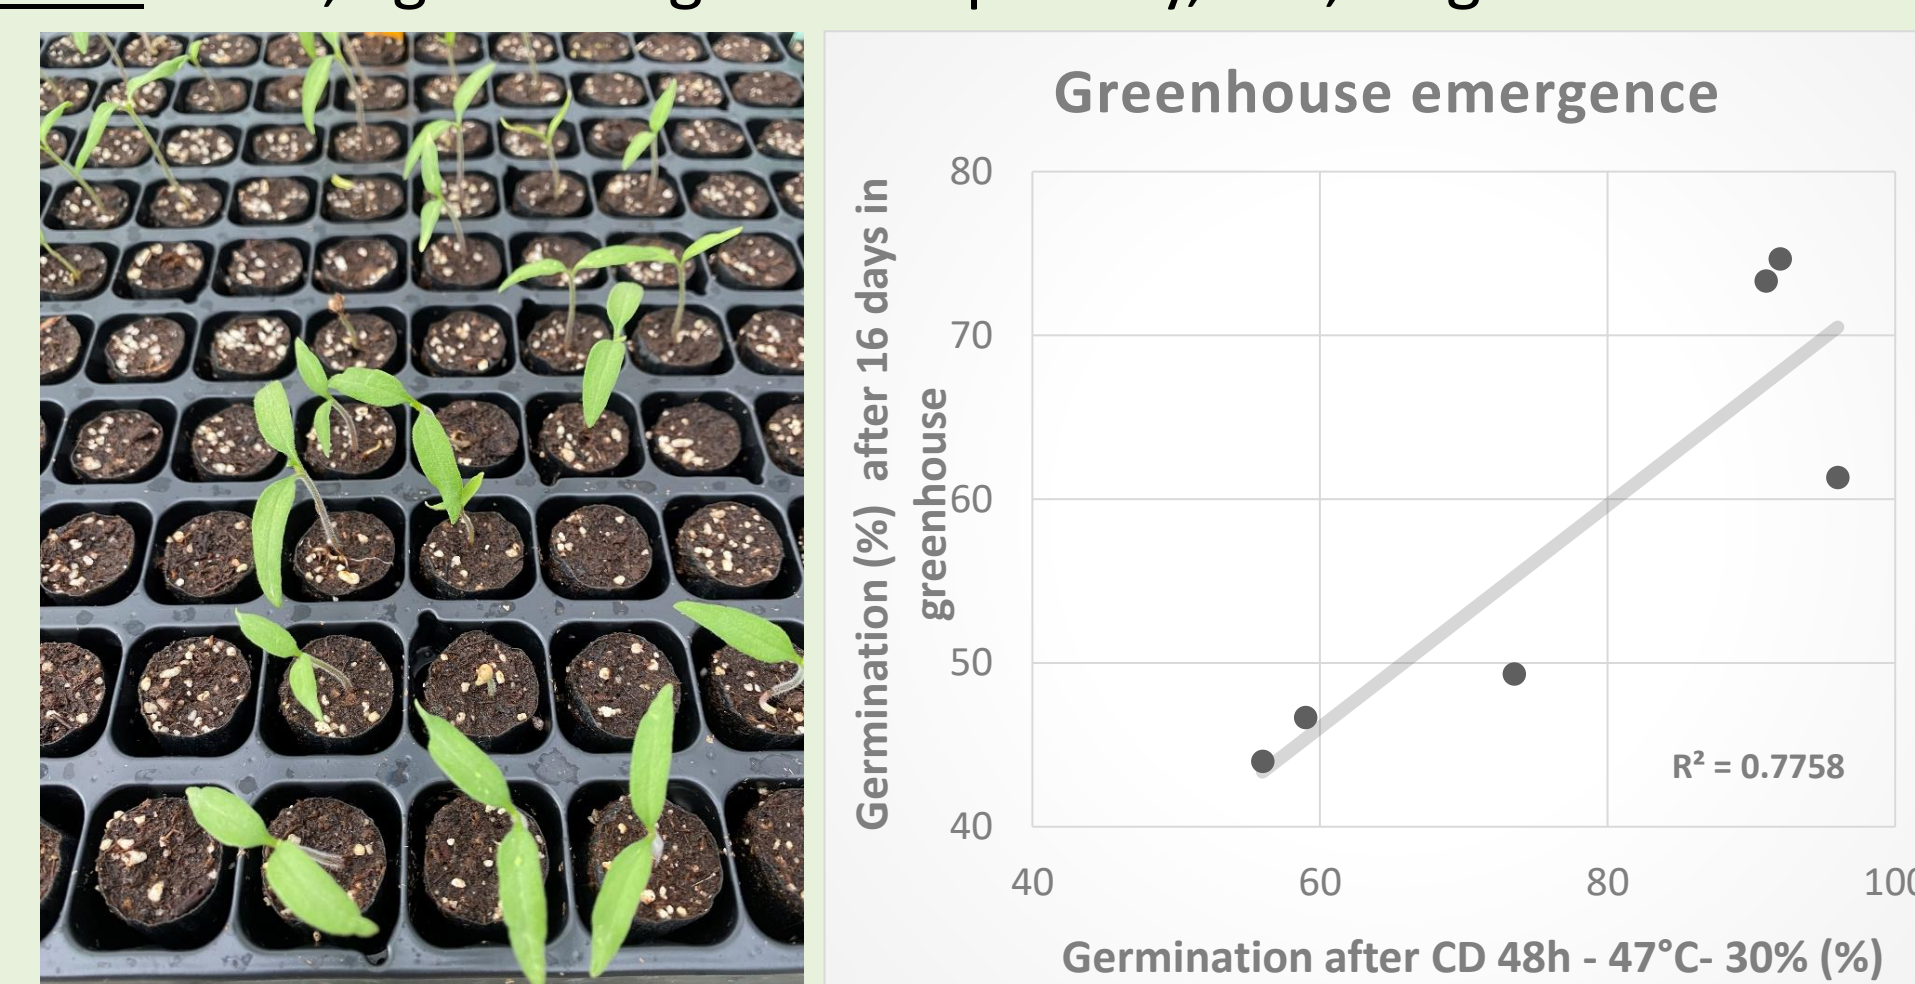 Greenhouse emergence
Germination (%) after 16 days in
greenhouse
80
70
60
50
40
R² = 0.7758
40 60 80 100
Germination after CD 48h - 47°C- 30% (%)